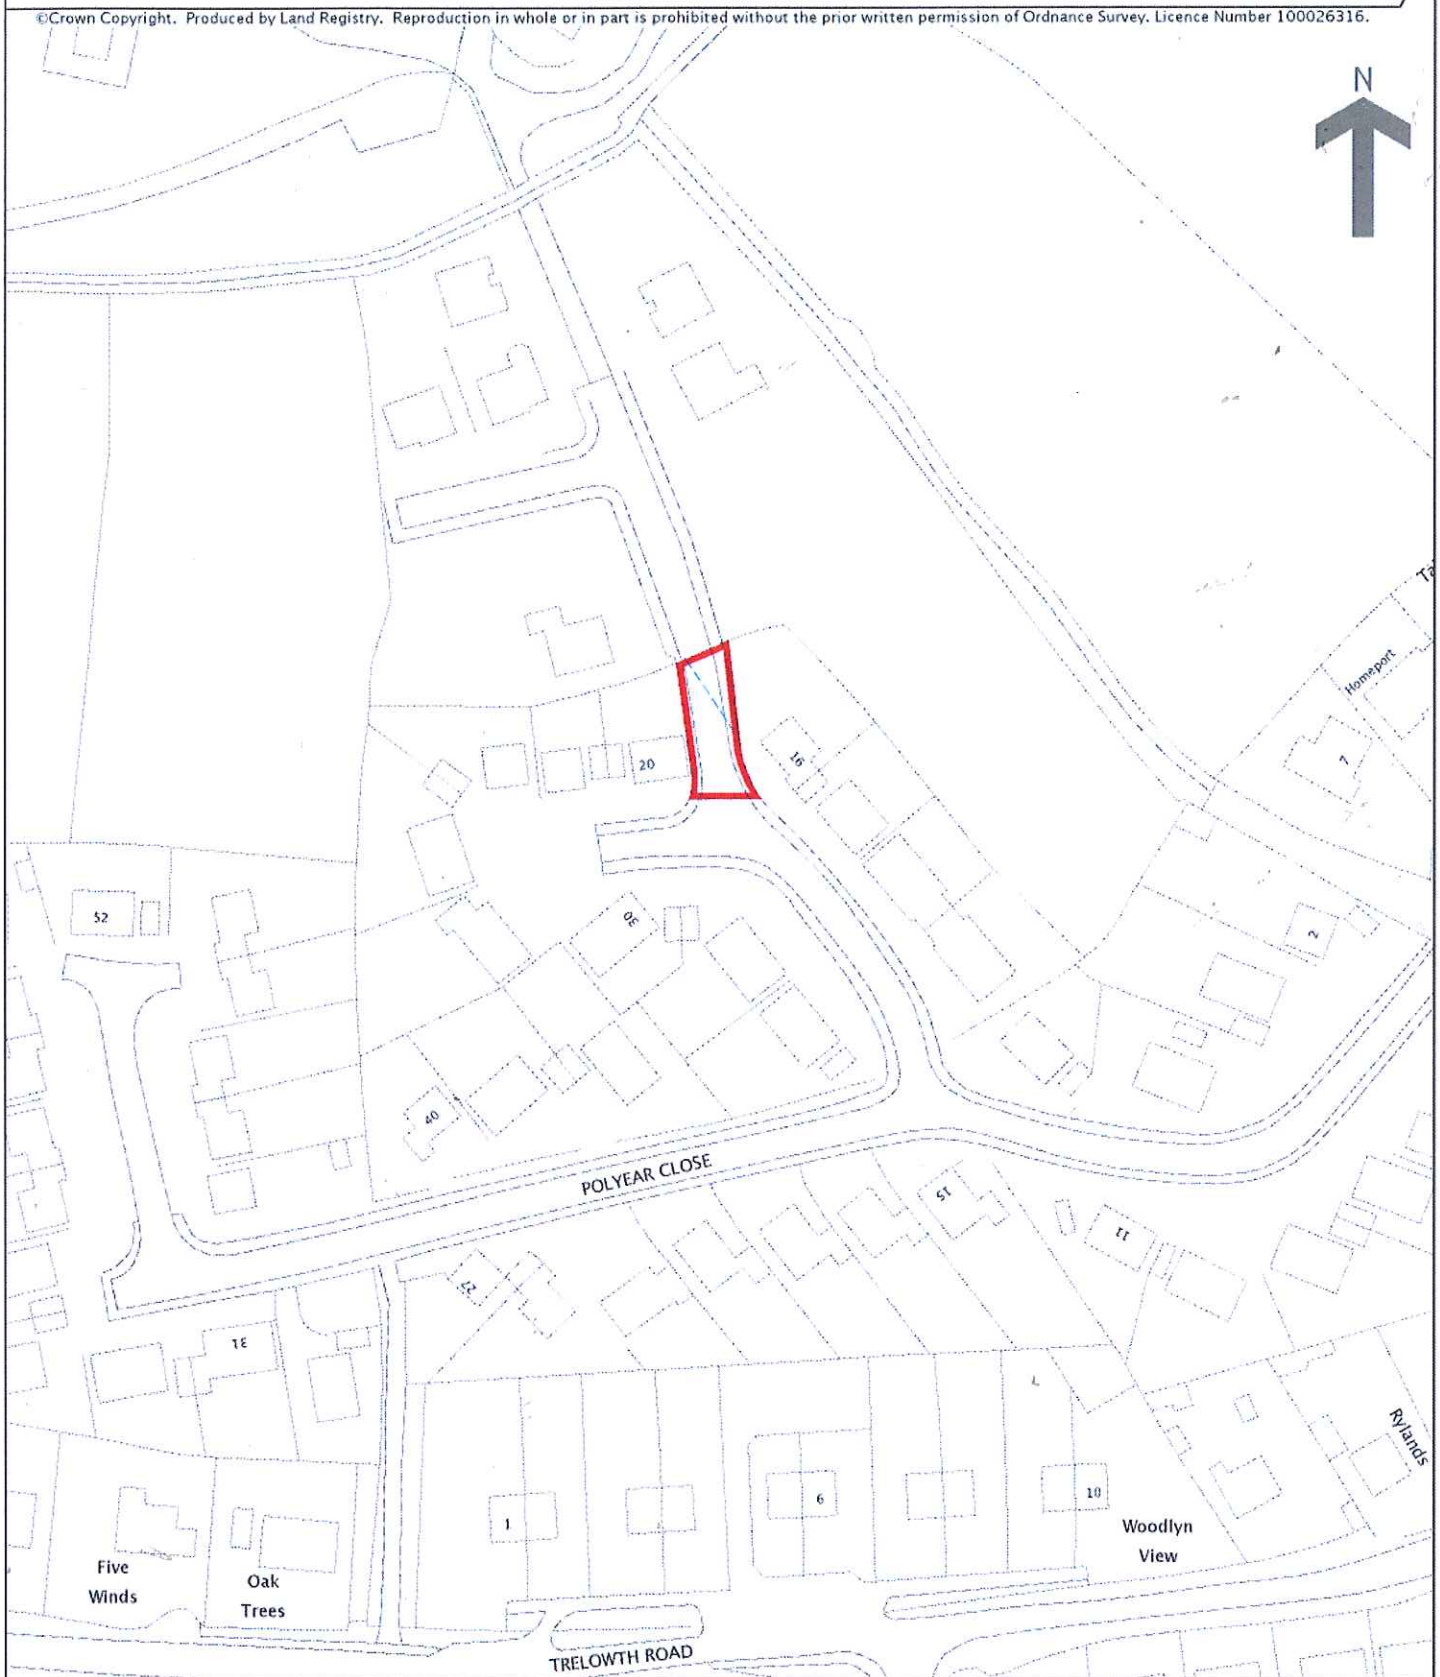 ©Crown Copyright. Produced by Land Registry. Reproduction in whole or in part is prohibited without the prior written permission of Ordnance Survey. Licence Number 100026316.
N
Homeport
7
16
20
52
30
2
40
POLYEAR CLOSE
15
11
27
31
Rylands
1
6
10
Woodlyn
View
Five
Winds
Oak
Trees
TRELOWTH ROAD